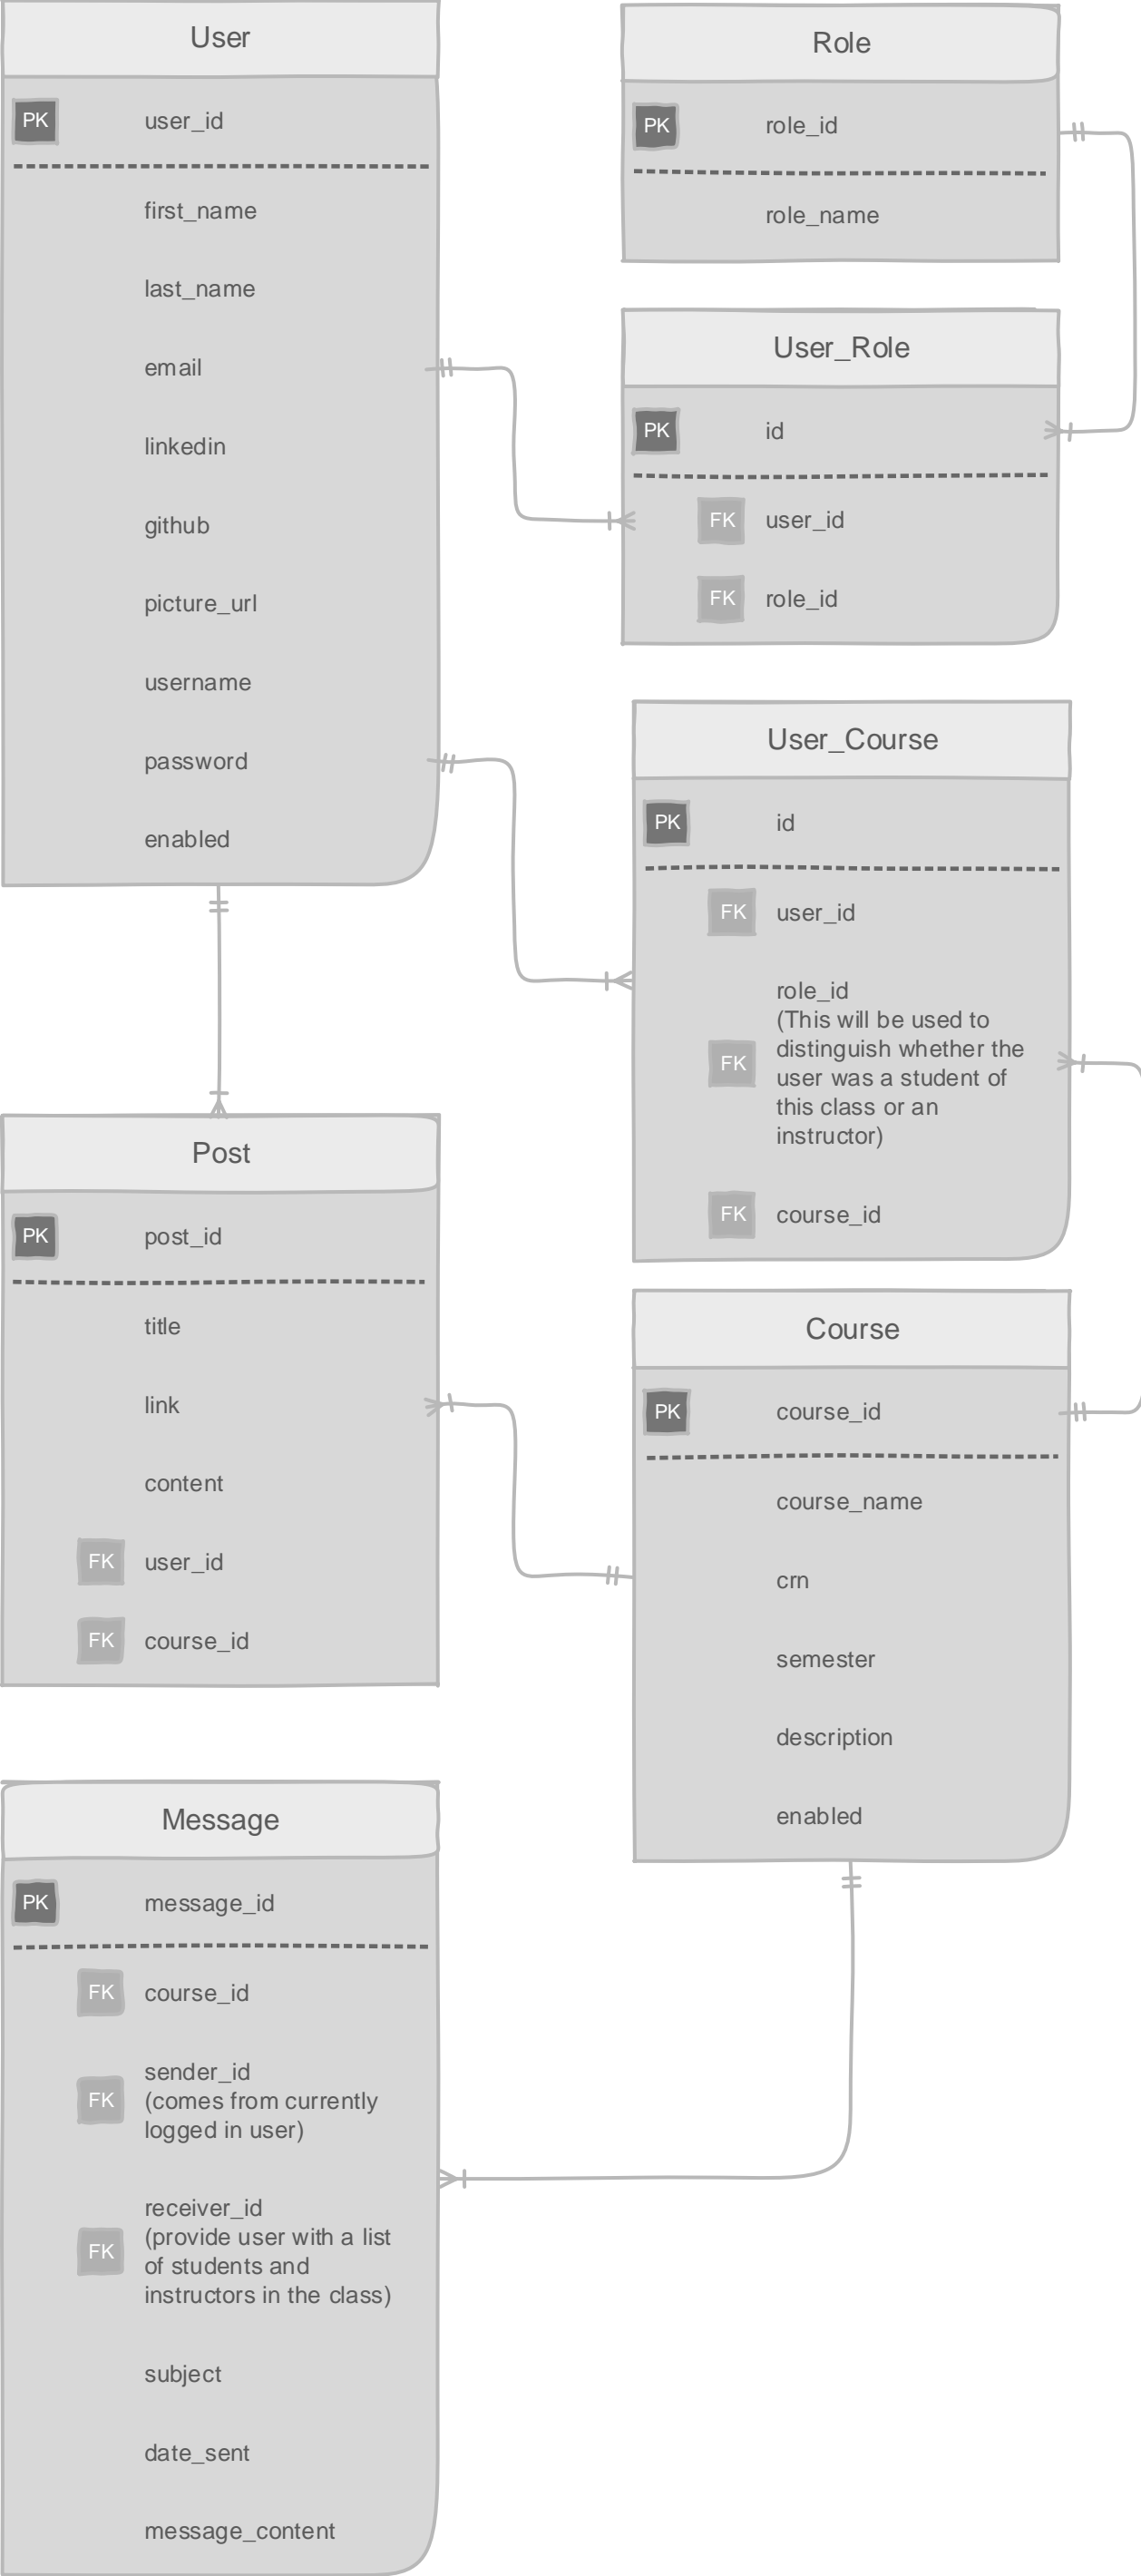 User
PK user_id
first_name
last_name
email
linkedin
github
picture_url
username
password
enabled
Role
PK role_id
role_name
User_Role
PK id
FK user_id
FK role_id
User_Course
PK id
FK user_id
role_id
(This will be used to
distinguish whether the
FK user was a student of
this class or an
instructor)
FK course_id
Post
PK post_id
title
link
content
FK user_id
FK course_id
Course
PK course_id
course_name
crn
semester
description
enabled
Message
PK message_id
FK course_id
sender_id
FK (comes from currently
logged in user)
receiver_id
(provide user with a list
FK of students and
instructors in the class)
subject
date_sent
message_content